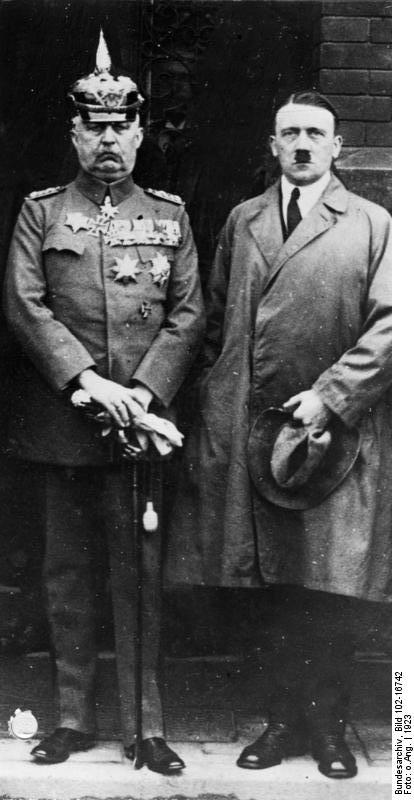 Bundesarchiv, Bild 102-16742
Foto: o.Ang. | 1923